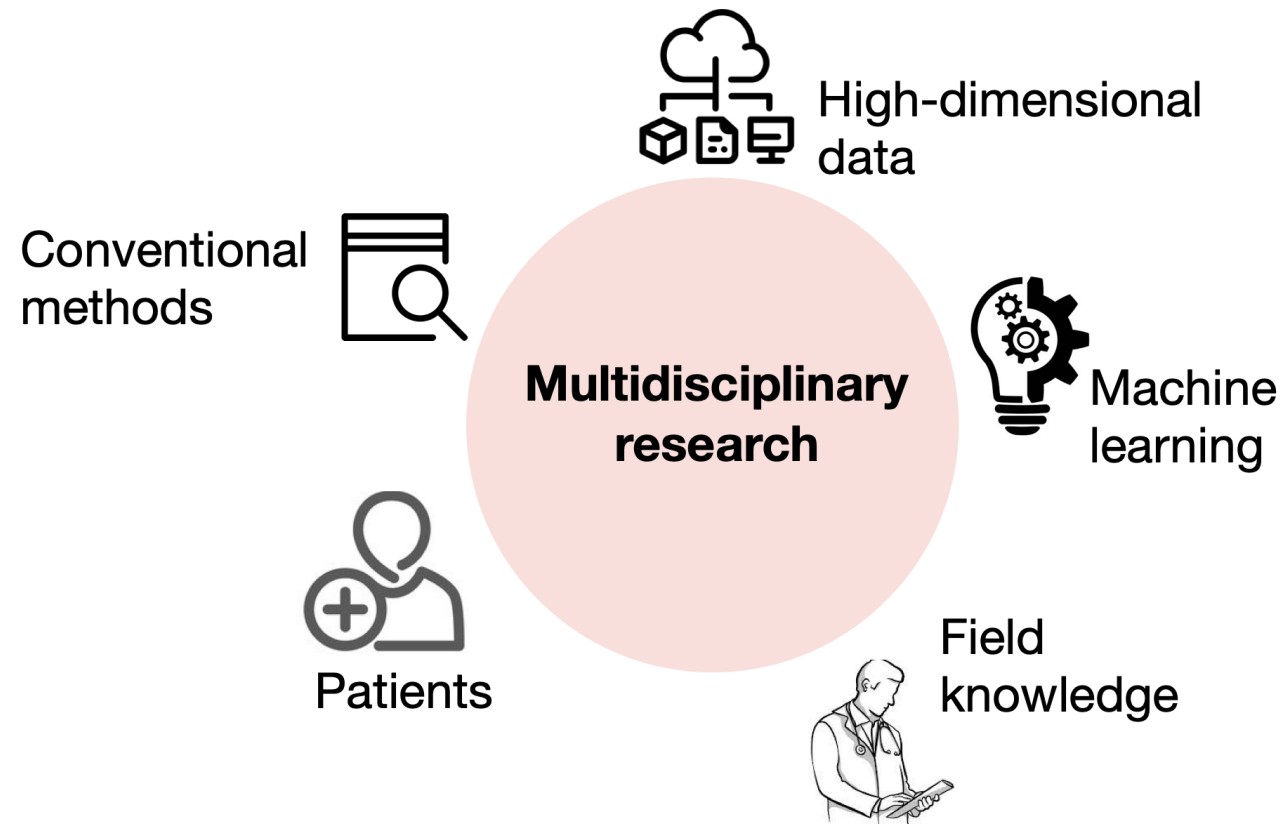 High-dimensional
data
Conventional
methods
Multidisciplinary
research
Machine
learning
Field
knowledge
Patients